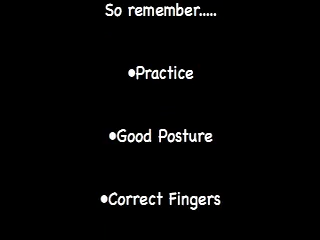 So remember.....
•Practice
•Good Posture
•Correct Fingers